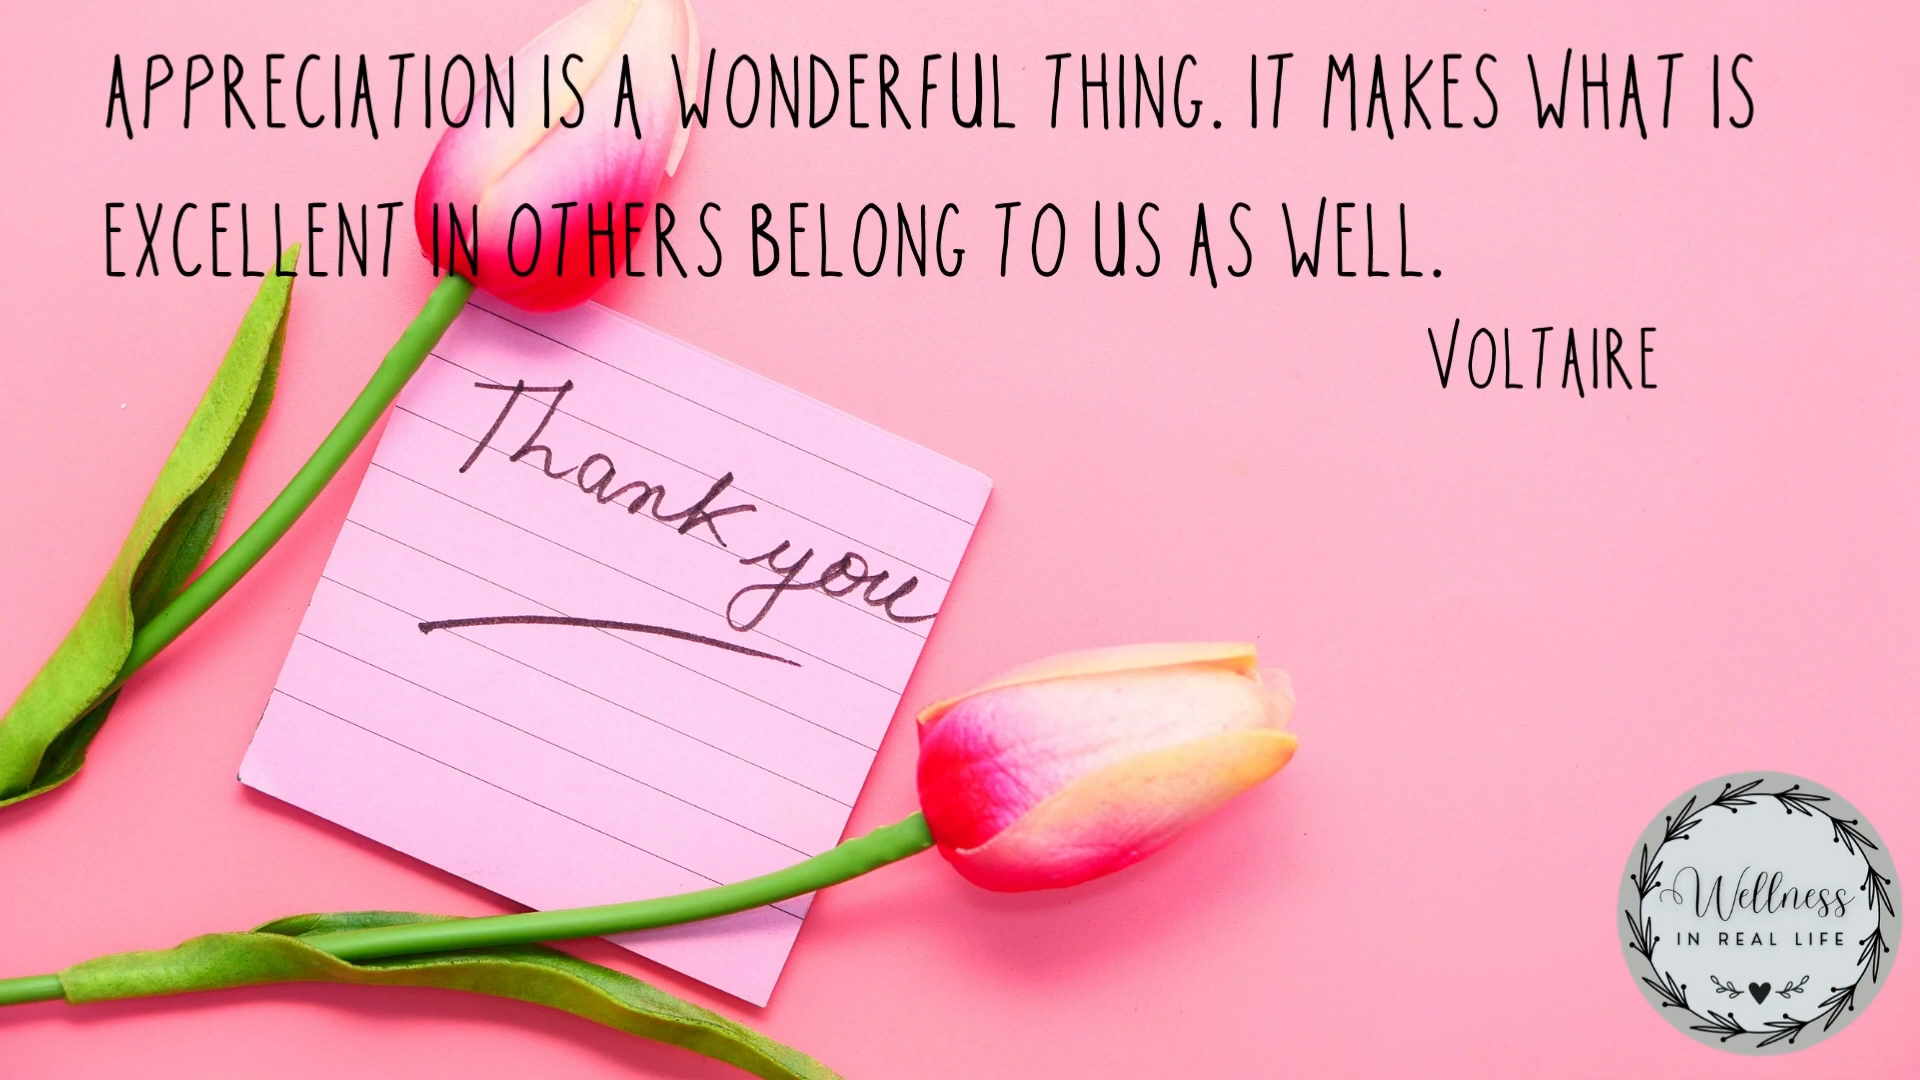 APPRECIATION IS A WONDERFUL THING. IT MAKES WHAT IS
EXCELLENT IN OTHERS BELONG TO US AS WELL.
VOLTAIRE
Thank you
Wellness
IN REAL LIFE